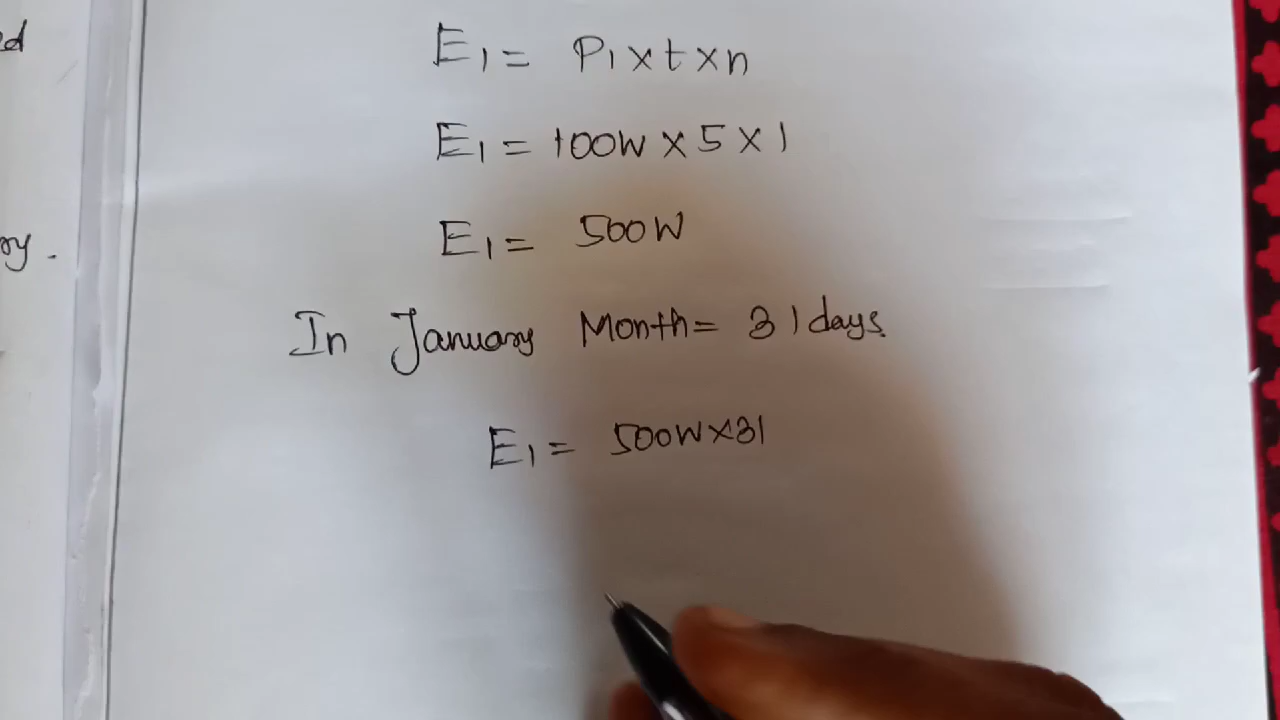 E1 = P1 x t x n
E1 = 100W x 5 x 1
E1 = 500W
In January Month = 31 days
E1 = 500W x 31